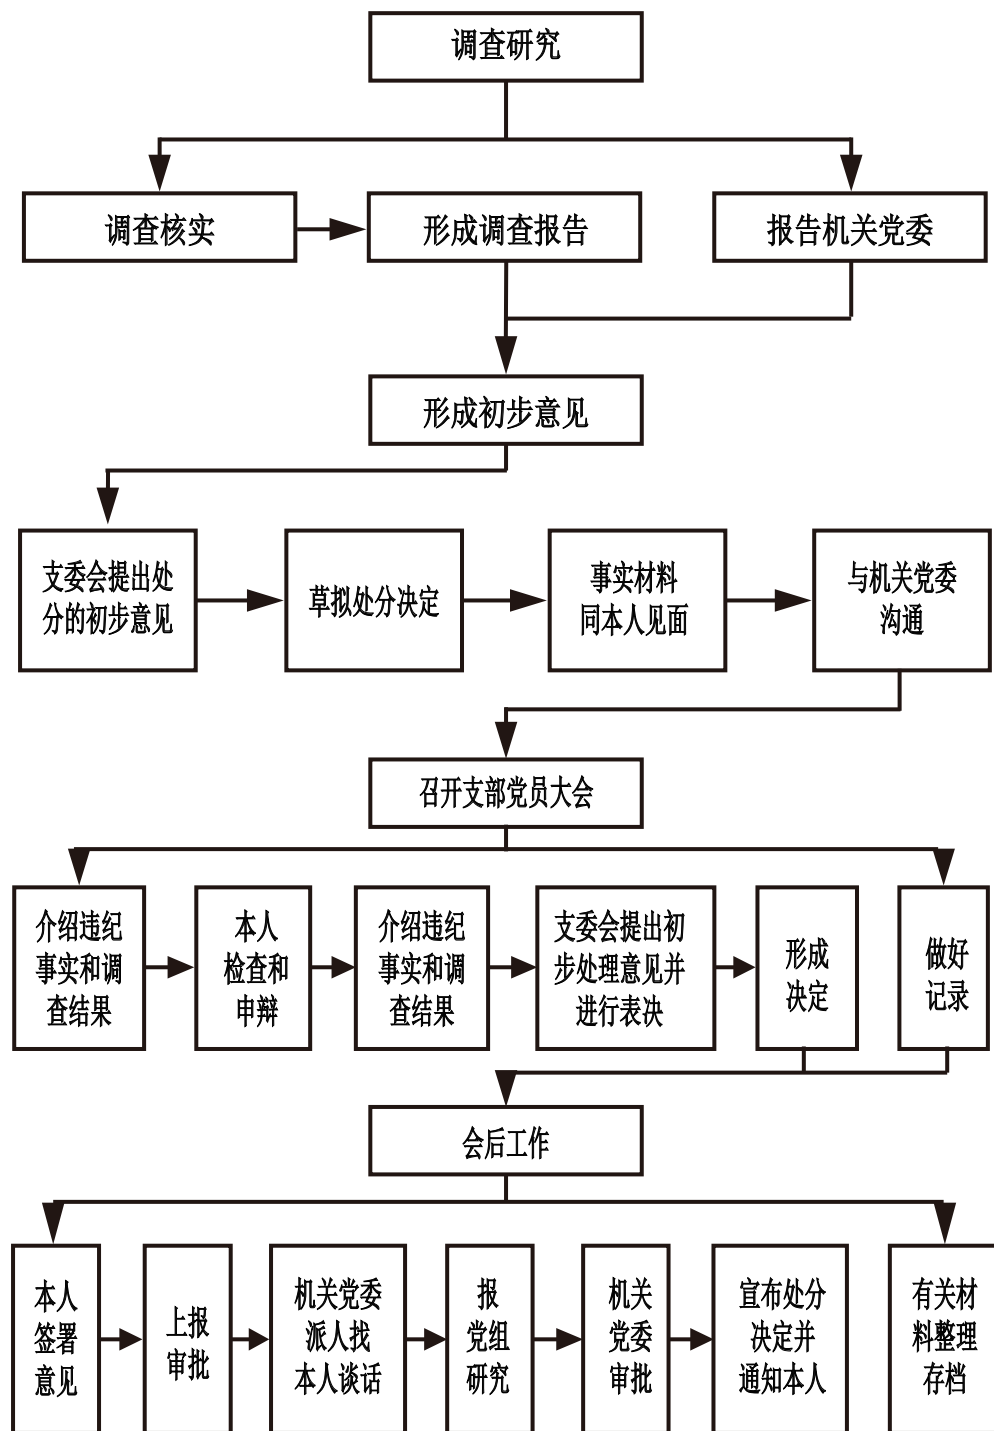 调查研究
调查核实
形成调查报告
报告机关党委
形成初步意见
支委会提出处
分的初步意见
草拟处分决定
事实材料
同本人见面
与机关党委
沟通
召开支部党员大会
介绍违纪
事实和调
查结果
本人
检查和
申辩
介绍违纪
事实和调
查结果
支委会提出初
步处理意见并
进行表决
形成
决定
做好
记录
会后工作
本人
签署
意见
上报
审批
机关党委
派人找
本人谈话
报
党组
研究
机关
党委
审批
宣布处分
决定并
通知本人
有关材
料整理
存档